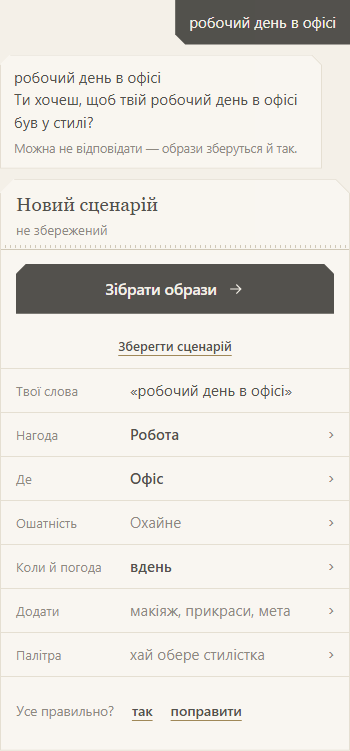 робочий день в офісі
робочий день в офісі
Ти хочеш, щоб твій робочий день в офісі
був у стилі?
Можна не відповідати — образи зберуться й так.
Новий сценарій
не збережений
Зібрати образи →
Зберегти сценарій
Твої слова «робочий день в офісі»
Нагода Робота ›
Де Офіс ›
Ошатність Охайне ›
Коли й погода вдень ›
Додати макіяж, прикраси, мета ›
Палітра хай обере стилістка ›
Усе правильно? так поправити